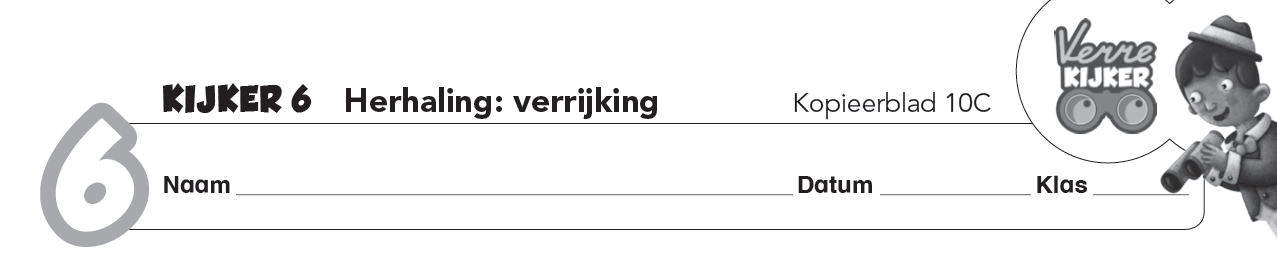 KIJKER 6 Herhaling: verrijking Kopieerblad 10C
Verre
KIJKER
6
Naam Datum Klas